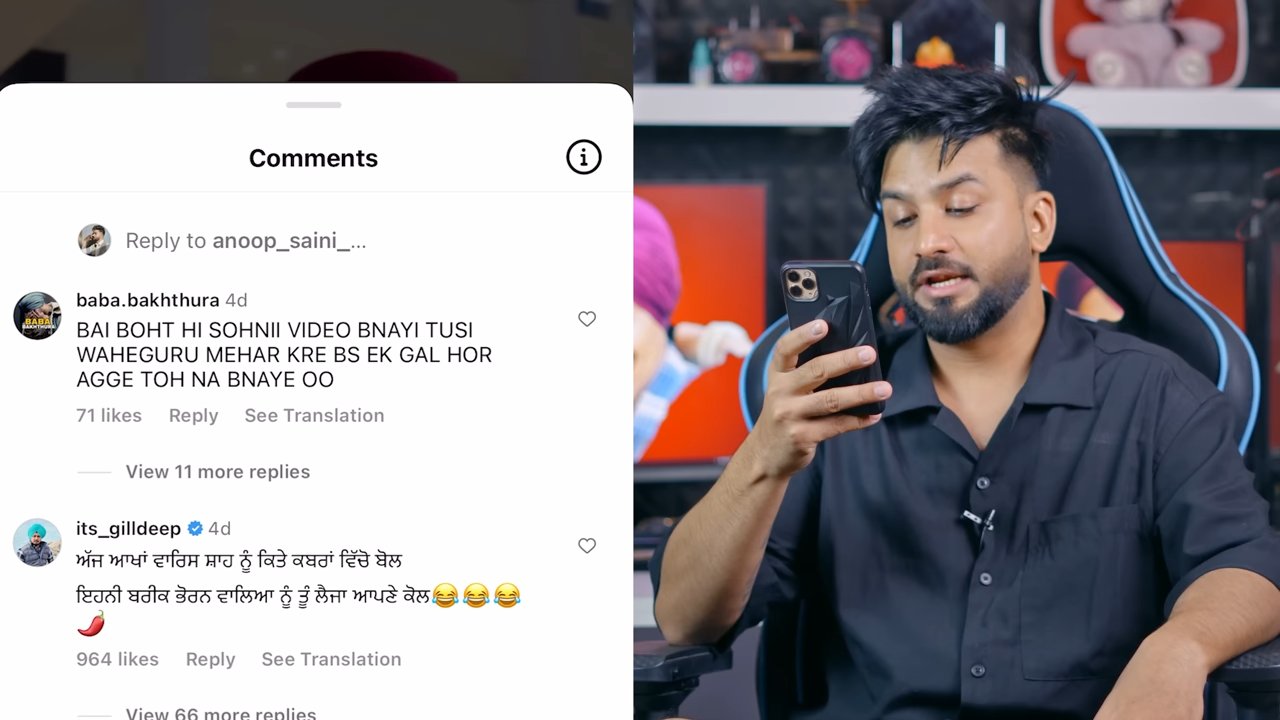 Comments
Reply to anoop_saini_...
baba.bakhthura 4d
BAI BOHT HI SOHNII VIDEO BNAYI TUSI
WAHEGURU MEHAR KRE BS EK GAL HOR
AGGE TOH NA BNAYE OO
71 likes Reply See Translation
View 11 more replies
its_gilldeep 4d
ਅੱਜ ਆਖਾਂ ਵਾਰਿਸ ਸ਼ਾਹ ਨੂੰ ਕਿਤੇ ਕਬਰਾਂ ਵਿੱਚੋ ਬੋਲ
ਇਹਨੀ ਬਰੀਕ ਭੋਰਨ ਵਾਲਿਆ ਨੂੰ ਤੂੰ ਲੈਜਾ ਆਪਣੇ ਕੋਲ😂😂😂
🌶️
964 likes Reply See Translation
View 66 more replies
BABA
BAKHTHURA